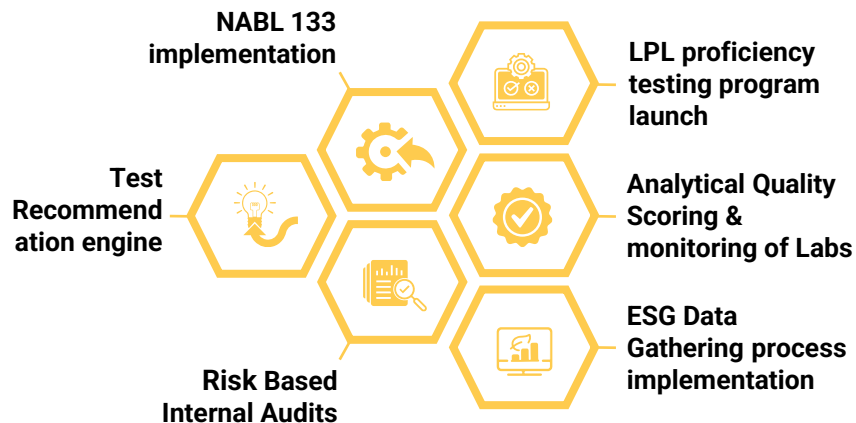 NABL 133
implementation
LPL proficiency
testing program
launch
Test
Recommend
ation engine
Analytical Quality
Scoring &
monitoring of Labs
Risk Based
Internal Audits
ESG Data
Gathering process
implementation